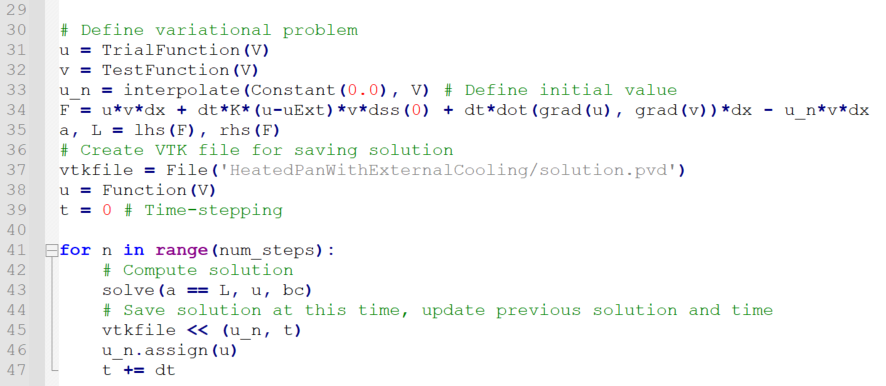 29
30 # Define variational problem
31 u = TrialFunction(V)
32 v = TestFunction(V)
33 u_n = interpolate(Constant(0.0), V) # Define initial value
34 F = u*v*dx + dt*K*(u-uExt)*v*dss(0) + dt*dot(grad(u), grad(v))*dx - u_n*v*dx
35 a, L = lhs(F), rhs(F)
36 # Create VTK file for saving solution
37 vtkfile = File('HeatedPanWithExternalCooling/solution.pvd')
38 u = Function(V)
39 t = 0 # Time-stepping
40
41 for n in range(num_steps):
42     # Compute solution
43     solve(a == L, u, bc)
44     # Save solution at this time, update previous solution and time
45     vtkfile << (u_n, t)
46     u_n.assign(u)
47     t += dt